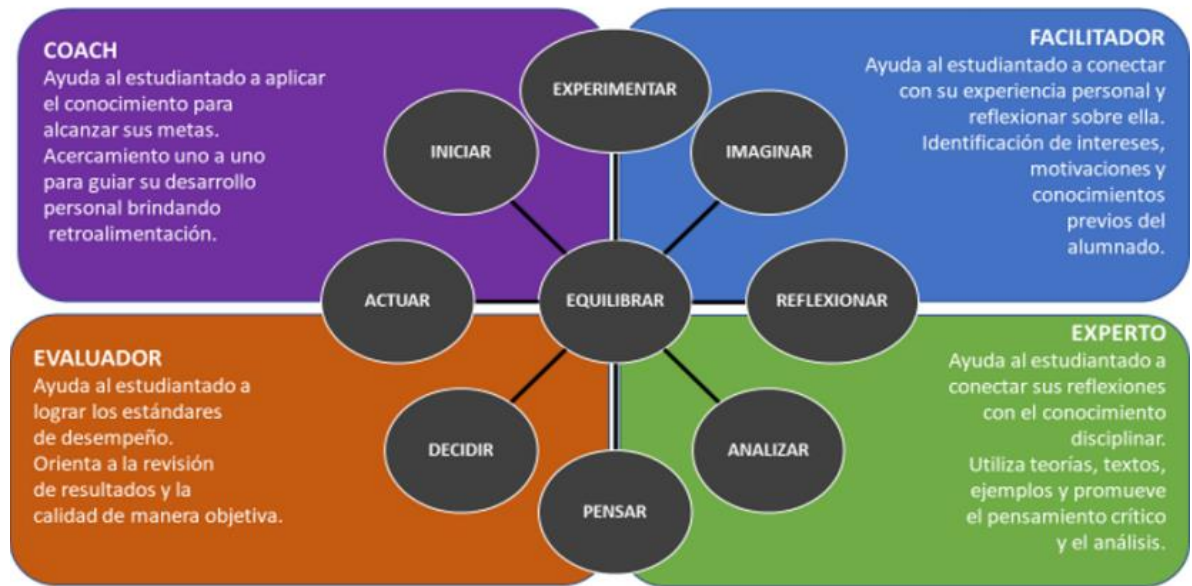 COACH
Ayuda al estudiantado a aplicar
el conocimiento para
alcanzar sus metas.
Acercamiento uno a uno
para guiar su desarrollo
personal brindando
retroalimentación.
FACILITADOR
Ayuda al estudiantado a conectar
con su experiencia personal y
reflexionar sobre ella.
Identificación de intereses,
motivaciones y
conocimientos
previos del
alumnado.
EXPERIMENTAR
INICIAR
IMAGINAR
ACTUAR
EQUILIBRAR
REFLEXIONAR
DECIDIR
ANALIZAR
PENSAR
EVALUADOR
Ayuda al estudiantado a
lograr los estándares
de desempeño.
Orienta a la revisión
de resultados y la
calidad de manera objetiva.
EXPERTO
Ayuda al estudiantado a
conectar sus reflexiones
con el conocimiento
disciplinar.
Utiliza teorías, textos,
ejemplos y promueve
el pensamiento crítico
y el análisis.